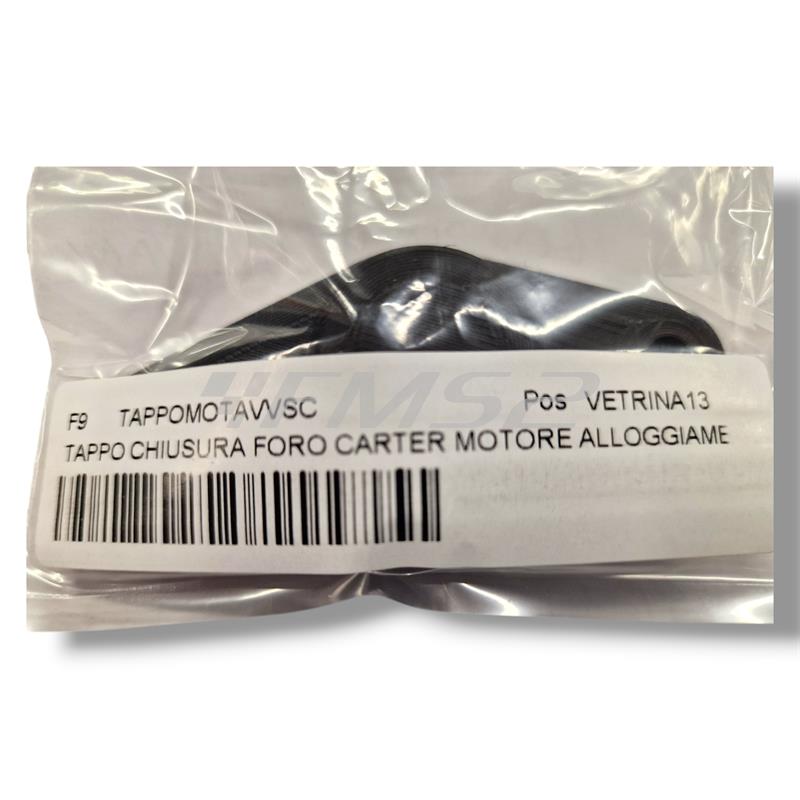 F9 TAPPOMOTAVVSC Pos VETRINA13
TAPPO CHIUSURA FORO CARTER MOTORE ALLOGGIAME